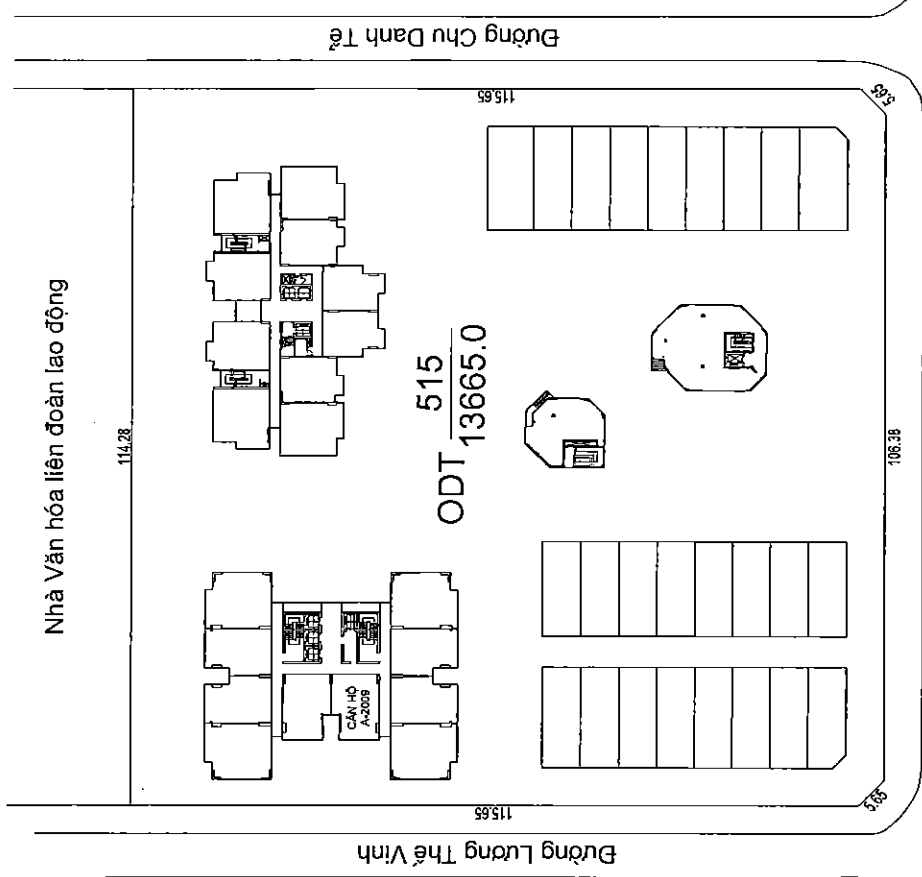 Đường Chu Danh Tể
115.65
5.65
Nhà Văn hóa liên đoàn lao động
114.28
ODT 515
13665.0
106.38
CĂN HỘ
A-2009
115.65
5.65
Đường Lương Thế Vinh